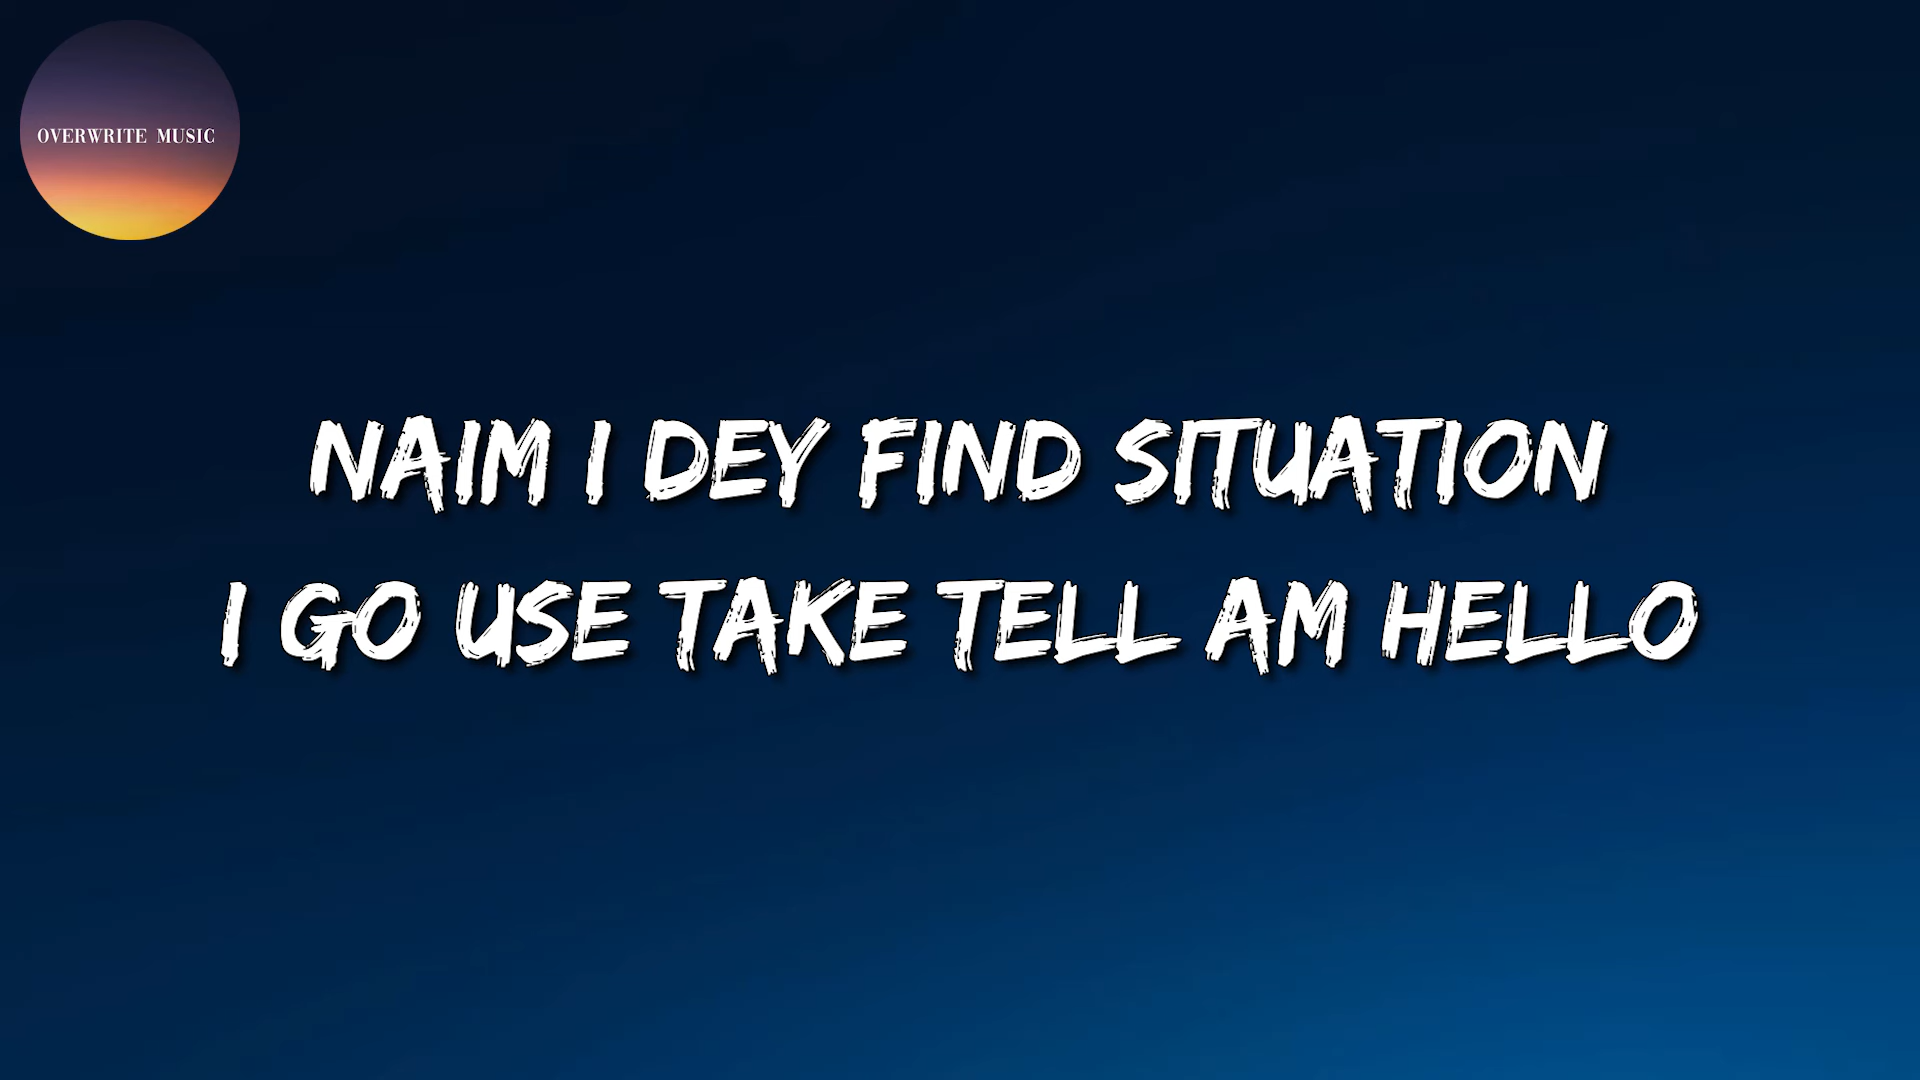 OVERWRITE MUSIC
NAIM I DEY FIND SITUATION
I GO USE TAKE TELL AM HELLO